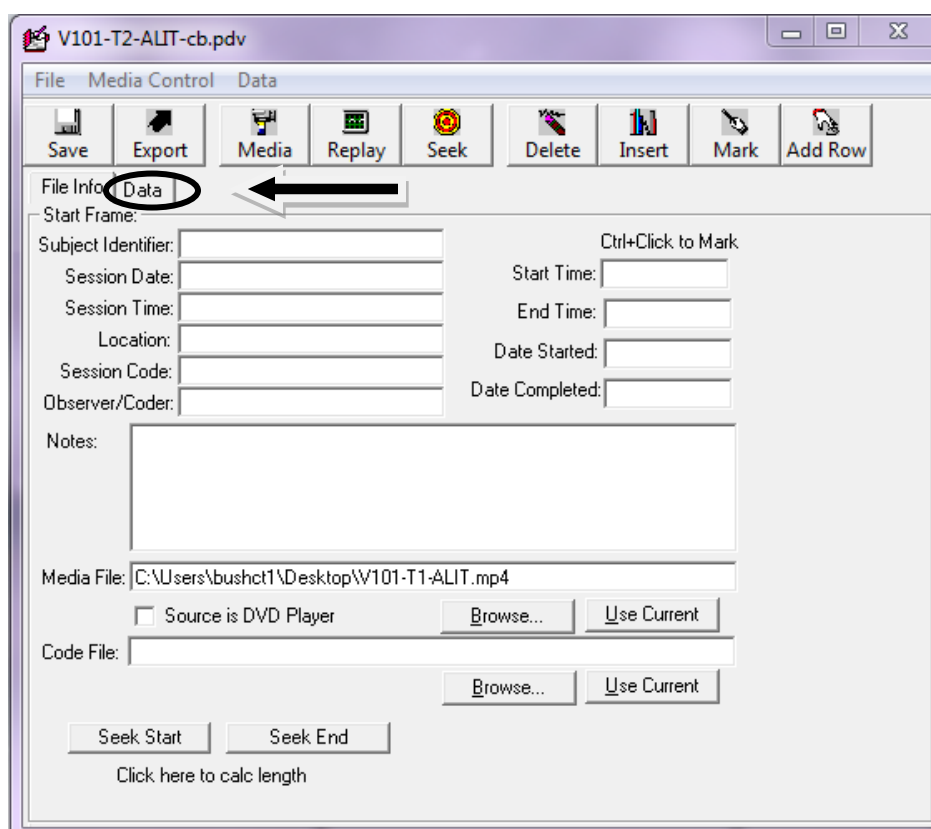 V101-T2-ALIT-cb.pdv
File Media Control Data
Save Export Media Replay Seek Delete Insert Mark Add Row
File Info Data
Start Frame:
Subject Identifier: Ctrl+Click to Mark
Session Date: Start Time:
Session Time: End Time:
Location: Date Started:
Session Code: Date Completed:
Observer/Coder:
Notes:
Media File: C:\Users\bushct1\Desktop\V101-T1-ALIT.mp4
Source is DVD Player Browse... Use Current
Code File:
Browse... Use Current
Seek Start Seek End
Click here to calc length